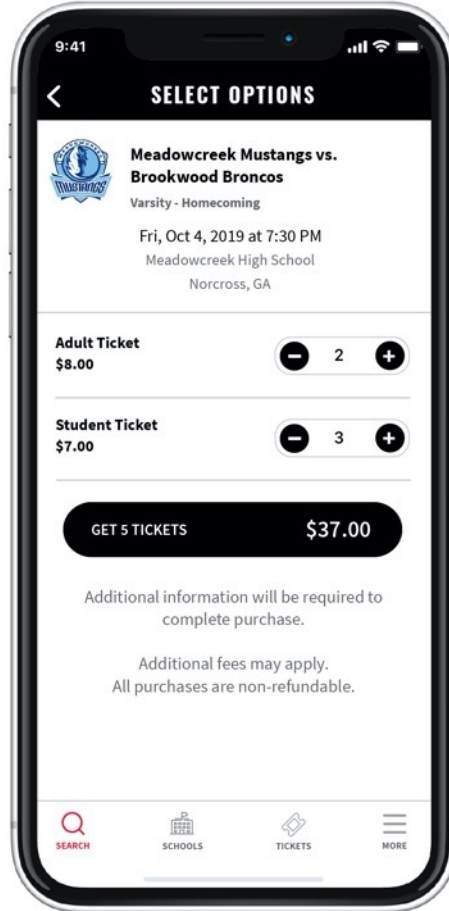 9:41
SELECT OPTIONS
MUSTANGS
Meadowcreek Mustangs vs.
Brookwood Broncos
Varsity - Homecoming
Fri, Oct 4, 2019 at 7:30 PM
Meadowcreek High School
Norcross, GA
Adult Ticket
$8.00
2
Student Ticket
$7.00
3
GET 5 TICKETS $37.00
Additional information will be required to
complete purchase.
Additional fees may apply.
All purchases are non-refundable.
SEARCH SCHOOLS TICKETS MORE